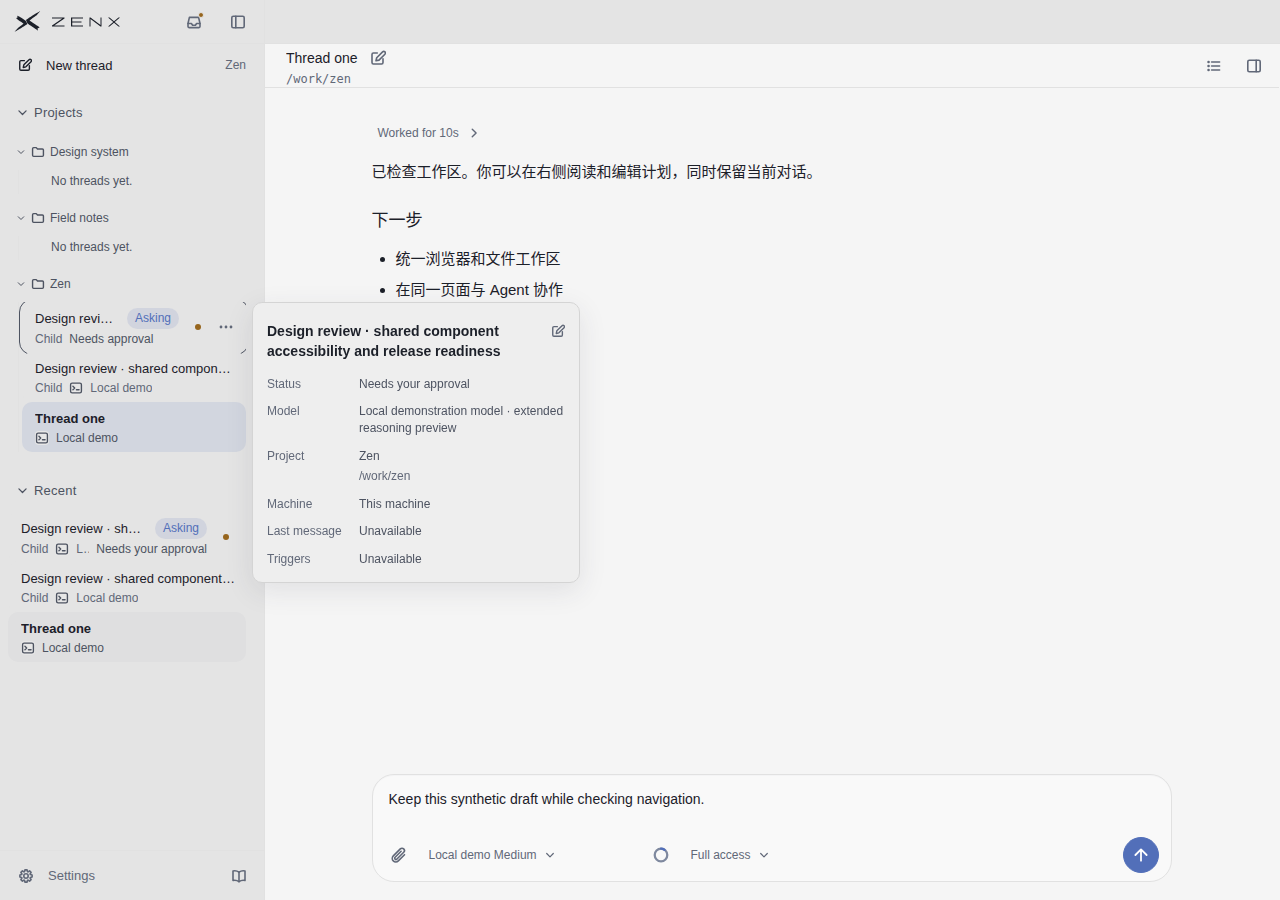 ZENX
New thread
Zen
Projects
Design system
No threads yet.
Field notes
No threads yet.
Zen
Design revi…
Asking
Child Needs approval
Design review · shared compon…
Child Local demo
Thread one
Local demo
Recent
Design review · sh…
Asking
Child L.. Needs your approval
Design review · shared component…
Child Local demo
Thread one
Local demo
Settings
Thread one
/work/zen
Worked for 10s
已检查工作区。你可以在右侧阅读和编辑计划，同时保留当前对话。
下一步
统一浏览器和文件工作区
在同一页面与 Agent 协作
Design review · shared component
accessibility and release readiness
Status Needs your approval
Model Local demonstration model · extended
reasoning preview
Project Zen
/work/zen
Machine This machine
Last message Unavailable
Triggers Unavailable
Keep this synthetic draft while checking navigation.
Local demo Medium
Full access